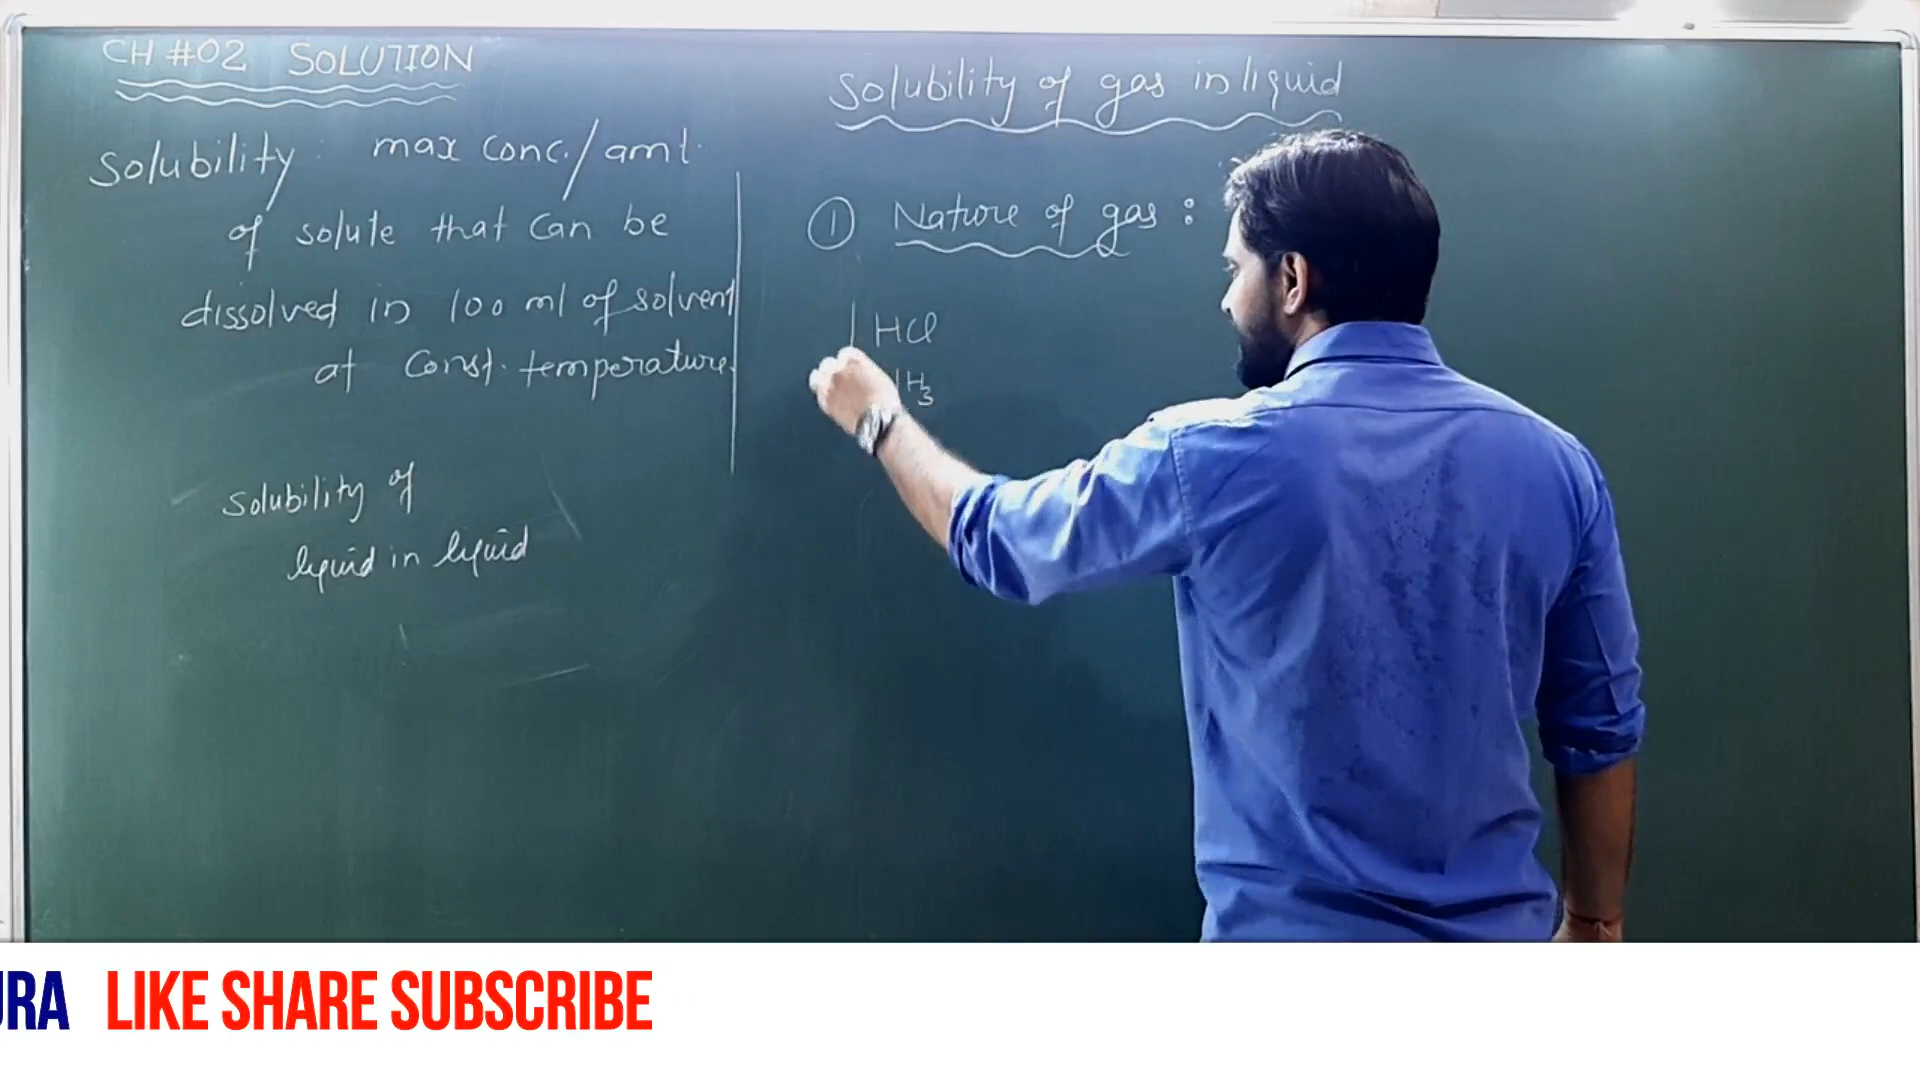 CH #02 SOLUTION
Solubility : max conc./amt.
of solute that can be
dissolved in 100 ml of solvent
at const. temperature.
solubility of
liquid in liquid
Solubility of gas in liquid
① Nature of gas :
HCl
H3
URA LIKE SHARE SUBSCRIBE